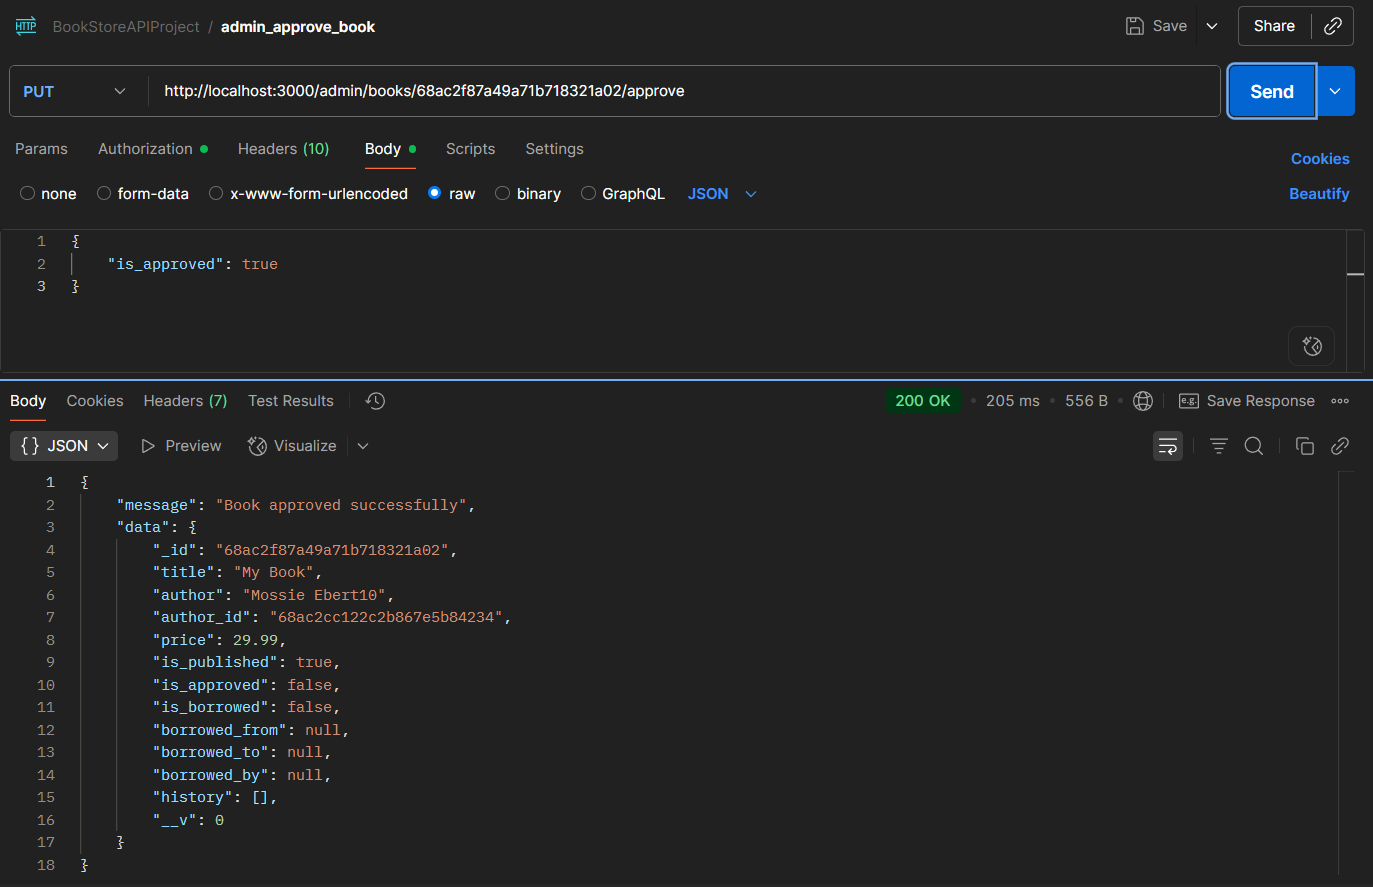 HTTP BookStoreAPIProject / admin_approve_book Save Share
PUT http://localhost:3000/admin/books/68ac2f87a49a71b718321a02/approve Send
Params Authorization Headers (10) Body Scripts Settings Cookies
none form-data x-www-form-urlencoded raw binary GraphQL JSON Beautify
1 {
2 "is_approved": true
3 }
Body Cookies Headers (7) Test Results 200 OK • 205 ms • 556 B • e.g. Save Response
{} JSON Preview Visualize
1 {
2 "message": "Book approved successfully",
3 "data": {
4 "_id": "68ac2f87a49a71b718321a02",
5 "title": "My Book",
6 "author": "Mossie Ebert10",
7 "author_id": "68ac2cc122c2b867e5b84234",
8 "price": 29.99,
9 "is_published": true,
10 "is_approved": false,
11 "is_borrowed": false,
12 "borrowed_from": null,
13 "borrowed_to": null,
14 "borrowed_by": null,
15 "history": [],
16 "__v": 0
17 }
18 }